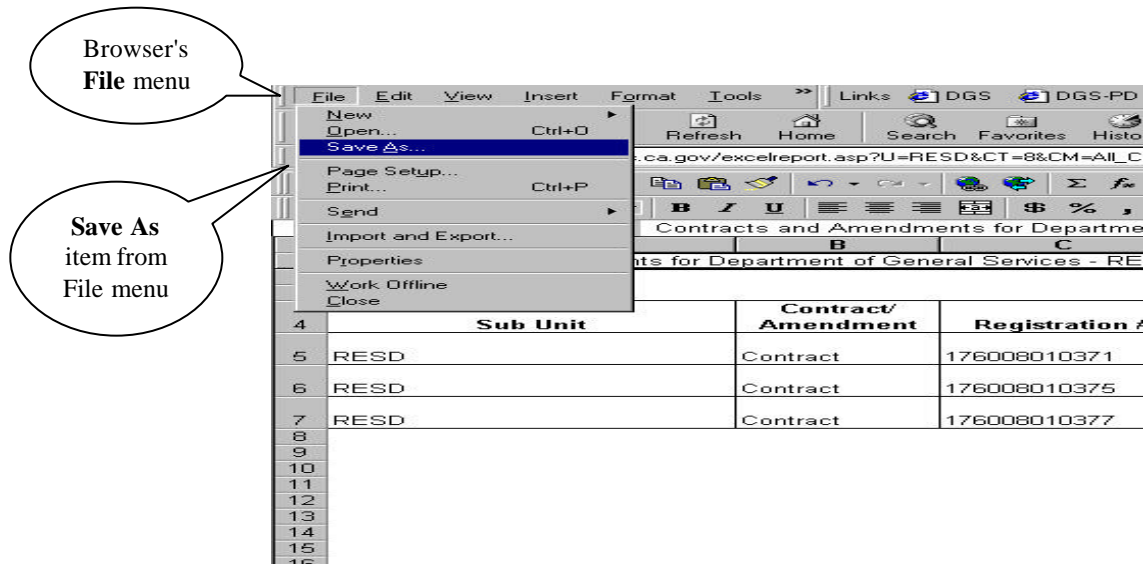 Browser's
File menu
File Edit View Insert Format Tools >> Links DGS DGS-PD
New
Open... Ctrl+O
Refresh Home Search Favorites Histo
Save As...
.ca.gov/excelreport.asp?U=RESD&CT=8&CM=All_C
Page Setup...
Print... Ctrl+P
Σ
Send
B I U $ % ,
Save As
item from
File menu
Contracts and Amendments for Departme
Import and Export...
B C
Properties
nts for Department of General Services - RE
Work Offline
Close
4 Sub Unit Contract/
Amendment Registration #
5 RESD Contract 176008010371
6 RESD Contract 176008010375
7 RESD Contract 176008010377
8
9
10
11
12
13
14
15
16